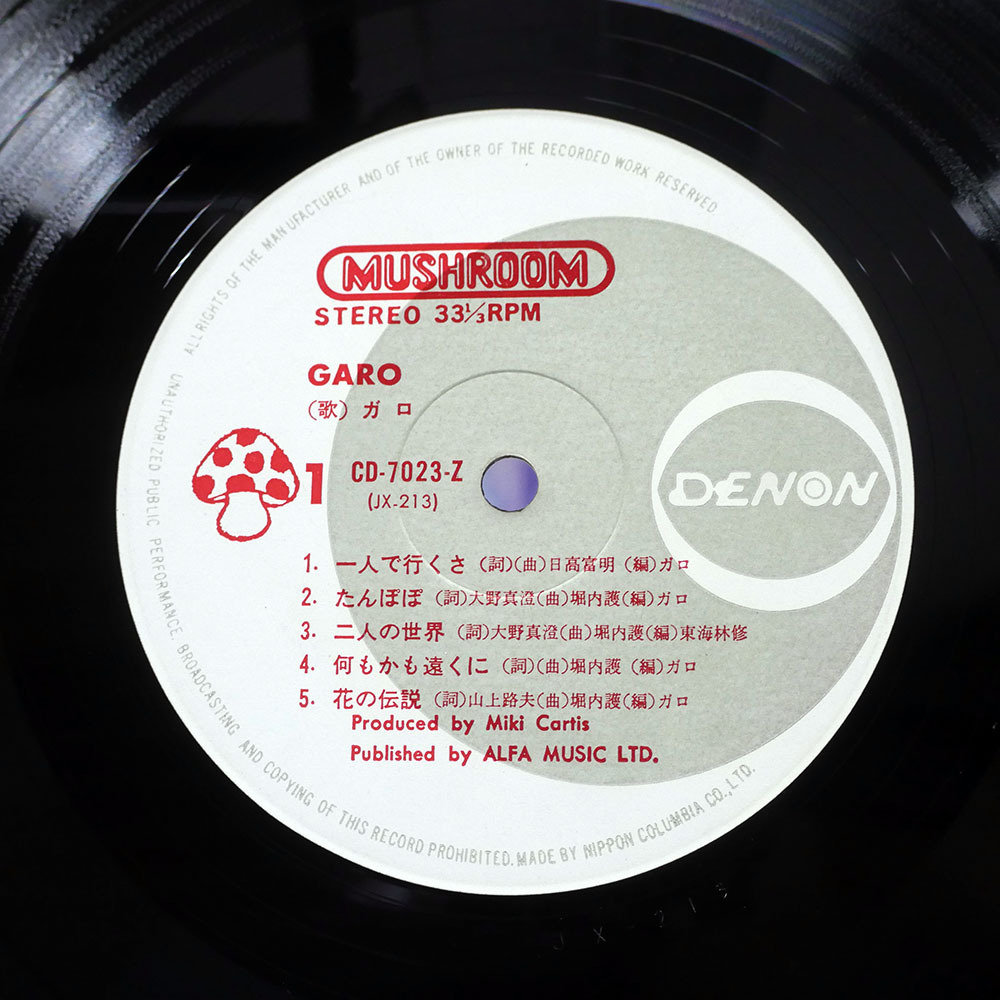 ALL RIGHTS OF THE MANUFACTURER AND OF THE OWNER OF THE RECORDED WORK RESERVED
MUSHROOM
STEREO 33⅓RPM
GARO
(歌) ガロ
1 CD-7023-Z
(JX-213)
DENON
1. 一人で行くさ (詞)(曲)日高富明 (編)ガロ
2. たんぽぽ (詞)大野真澄(曲)堀内護(編)ガロ
3. 二人の世界 (詞)大野真澄(曲)堀内護(編)東海林修
4. 何もかも遠くに (詞)(曲)堀内護 (編)ガロ
5. 花の伝説 (詞)山上路夫(曲)堀内護(編)ガロ
Produced by Miki Cartis
Published by ALFA MUSIC LTD.
UNAUTHORIZED PUBLIC PERFORMANCE, BROADCASTING AND COPYING OF THIS RECORD PROHIBITED. MADE BY NIPPON COLUMBIA CO., LTD.
JX-213